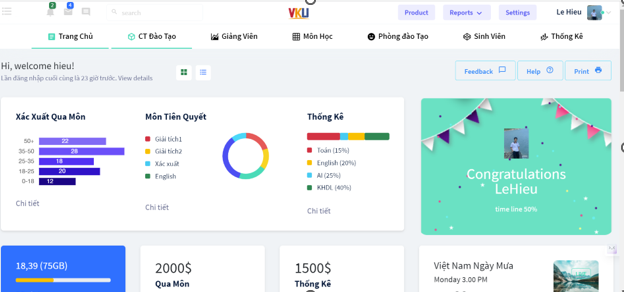 2
4
search
VKU
Product
Reports
Settings
Le Hieu
Trang Chủ
CT Đào Tạo
Giảng Viên
Môn Học
Phòng đào Tạo
Sinh Viên
Thống Kê
Hi, welcome hieu!
Lần đăng nhập cuối cùng là 23 giờ trước. View details
Feedback
Help
Print
Xác Xuất Qua Môn
50+ 22
35-50 28
25-35 18
18-25 20
0-18 12
Chi tiết
Môn Tiên Quyết
Giải tích1
Giải tích2
Xác xuất
English
Chi tiết
Thống Kê
Toán (15%)
English (20%)
AI (25%)
KHDL (40%)
Chi tiết
Congratulations
LeHieu
time line 50%
18,39 (75GB)
2000$
Qua Môn
1500$
Thống Kê
Việt Nam Ngày Mưa
Monday 3.00 PM